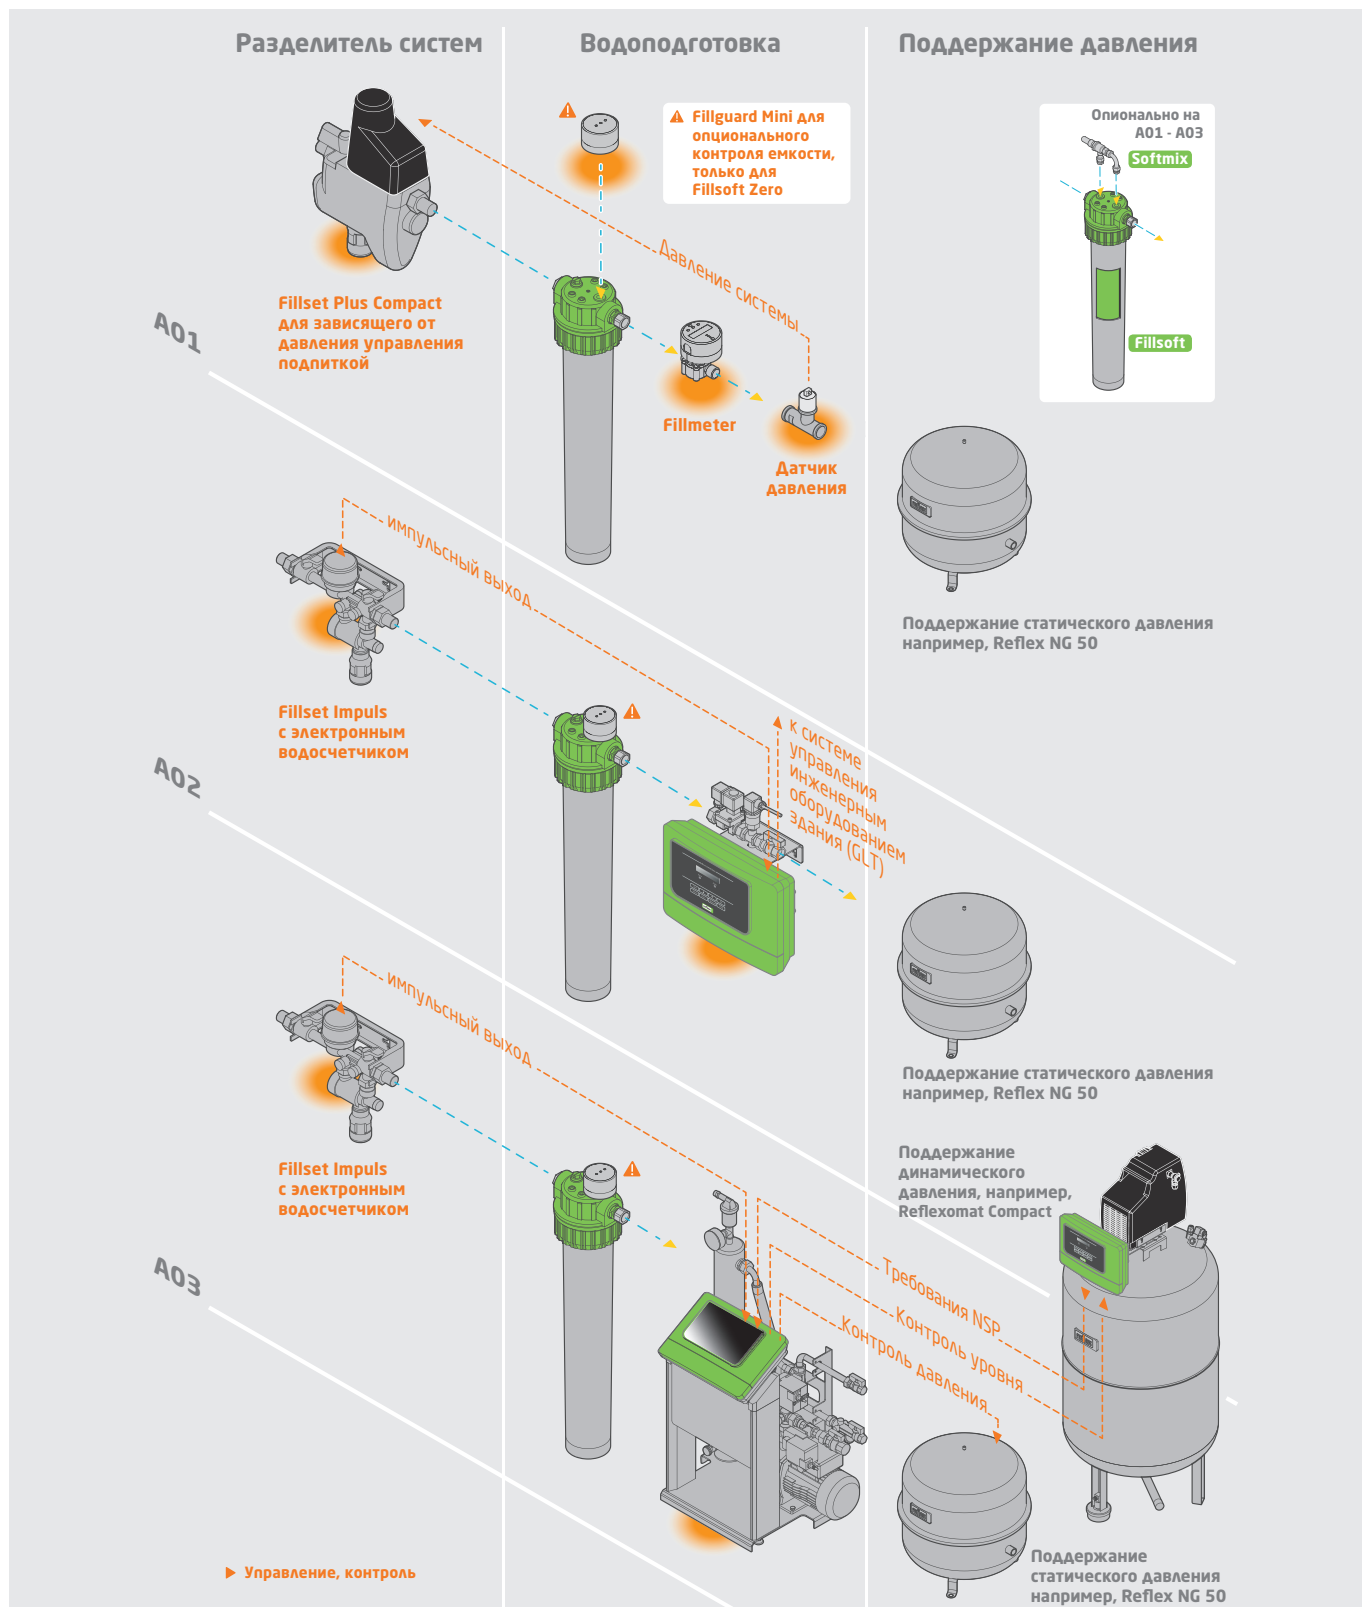 Разделитель систем
Водоподготовка
Поддержание давления
Fillguard Mini для
опционального
контроля емкости,
только для
Fillsoft Zero
Опионально на
A01 - A03
Softmix
Fillsoft
Давление системы
Fillset Plus Compact
для зависящего от
давления управления
подпиткой
A01
Fillmeter
Датчик
давления
Поддержание статического давления
например, Reflex NG 50
импульсный выход
Fillset Impuls
с электронным
водосчетчиком
A02
к системе
управления
инженерным
оборудованием
здания (GLT)
Поддержание статического давления
например, Reflex NG 50
импульсный выход
Fillset Impuls
с электронным
водосчетчиком
A03
Поддержание
динамического
давления, например,
Reflexomat Compact
Требования NSP
Контроль уровня
Контроль давления
Поддержание
статического давления
например, Reflex NG 50
Управление, контроль